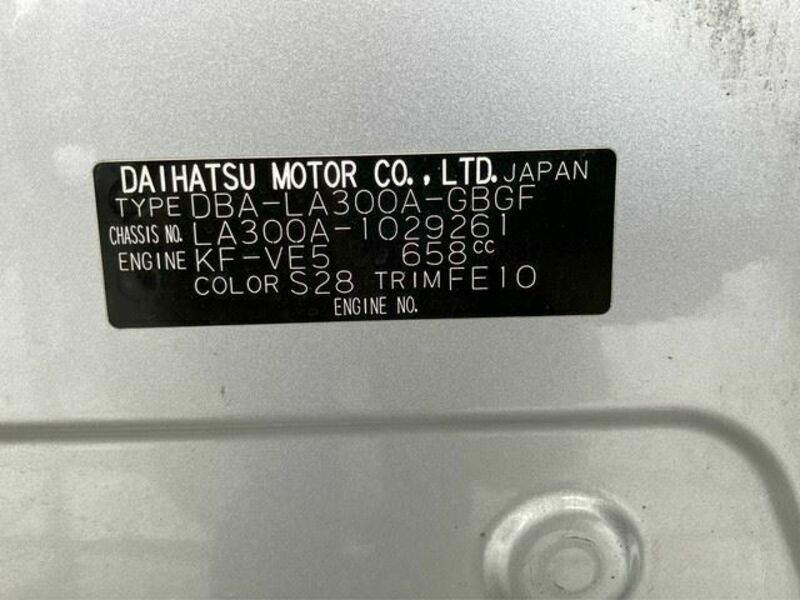 DAIHATSU MOTOR CO., LTD. JAPAN
TYPE DBA-LA300A-GBGF
CHASSIS NO. LA300A-1029261
ENGINE KF-VE5 658cc
COLOR S28 TRIM FE10
ENGINE NO.